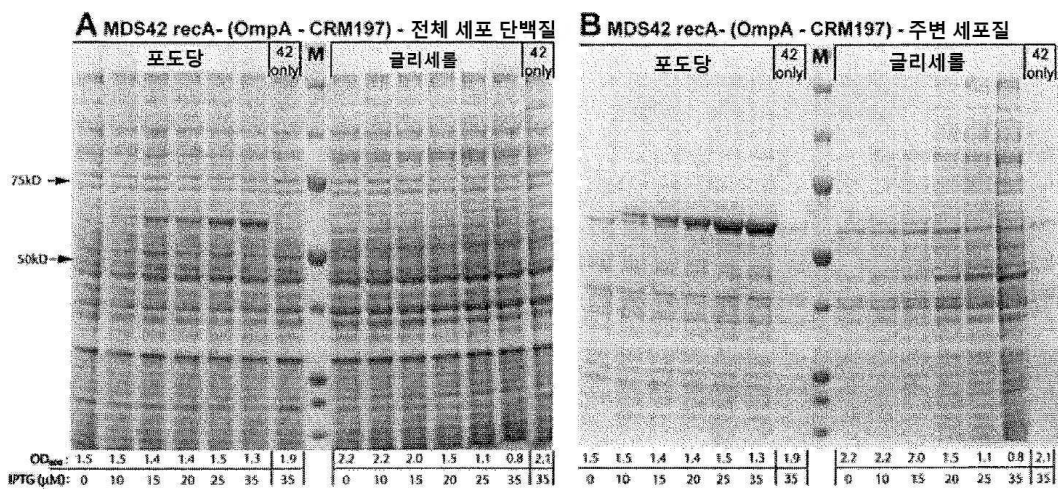 A MDS42 recA- (OmpA - CRM197) - 전체 세포 단백질
포도당
42 only
M
글리세롤
42 only
75kD
50kD
OD600: 1.5 1.5 1.4 1.4 1.5 1.3 1.9 2.2 2.2 2.0 1.5 1.1 0.8 2.1
IPTG (μM): 0 10 15 20 25 35 35 0 10 15 20 25 35 35
B MDS42 recA- (OmpA - CRM197) - 주변 세포질
포도당
42 only
M
글리세롤
42 only
1.5 1.5 1.4 1.4 1.5 1.3 1.9 2.2 2.2 2.0 1.5 1.1 0.8 2.1
0 10 15 20 25 35 35 0 10 15 20 25 35 35